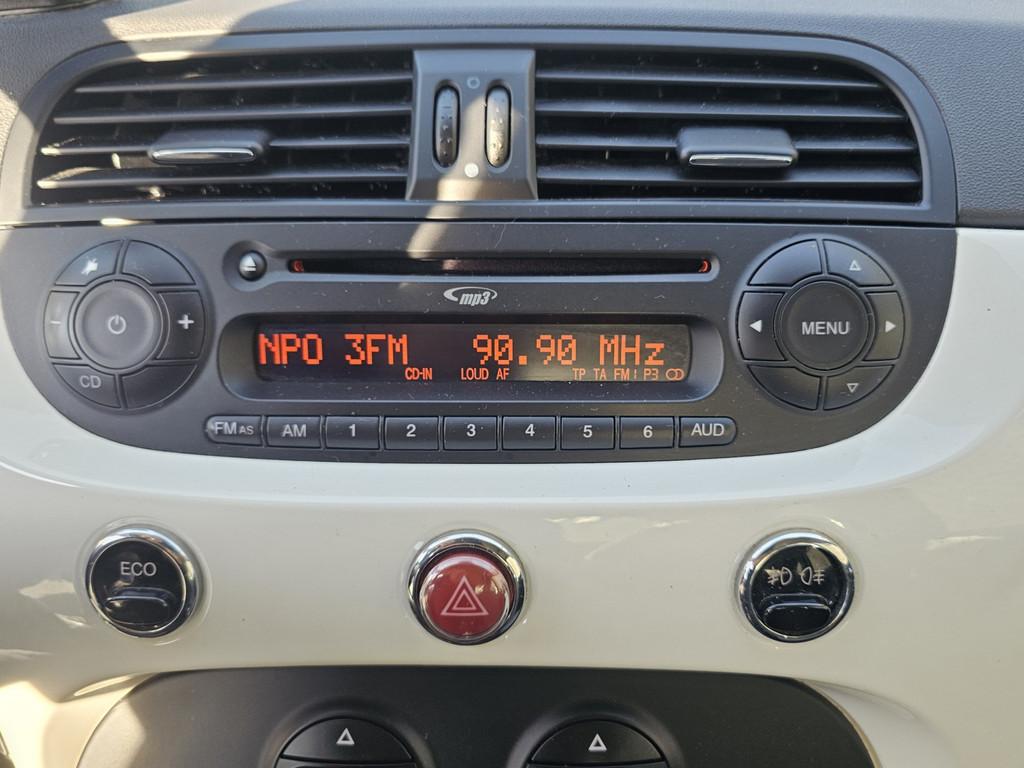 mp3
NPO 3FM 90.90 MHz
CD-IN LOUD AF TP TA FM1 P3
MENU
CD
FM AS AM 1 2 3 4 5 6 AUD
ECO